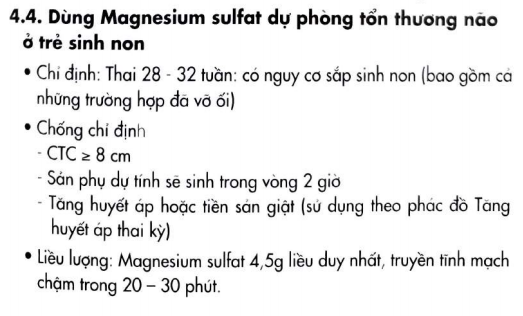 4.4. Dùng Magnesium sulfat dự phòng tổn thương não
ở trẻ sinh non
• Chỉ định: Thai 28 - 32 tuần: có nguy cơ sắp sinh non (bao gồm cả
những trường hợp đã vỡ ối)
• Chống chỉ định
- CTC ≥ 8 cm
- Sản phụ dự tính sẽ sinh trong vòng 2 giờ
- Tăng huyết áp hoặc tiền sản giật (sử dụng theo phác đồ Tăng
huyết áp thai kỳ)
• Liều lượng: Magnesium sulfat 4,5g liều duy nhất, truyền tĩnh mạch
chậm trong 20 – 30 phút.